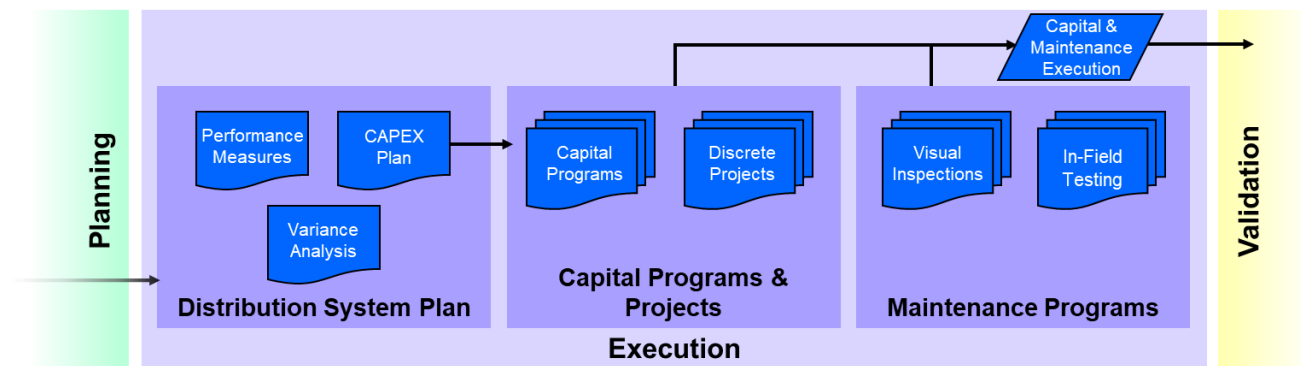 Planning
Performance
Measures
CAPEX
Plan
Variance
Analysis
Distribution System Plan
Capital
Programs
Discrete
Projects
Capital Programs &
Projects
Capital &
Maintenance
Execution
Visual
Inspections
In-Field
Testing
Maintenance Programs
Execution
Validation